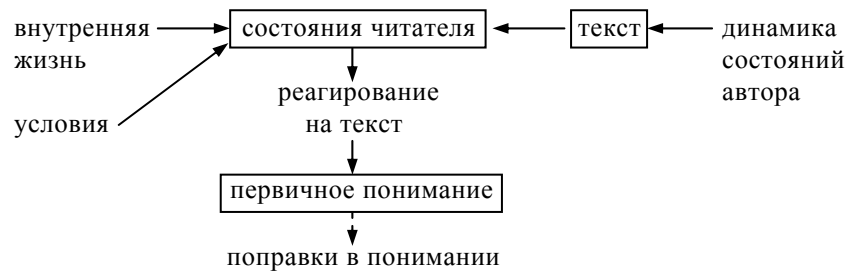 внутренняя
жизнь
условия
состояния читателя
текст
динамика
состояний
автора
реагирование
на текст
первичное понимание
поправки в понимании